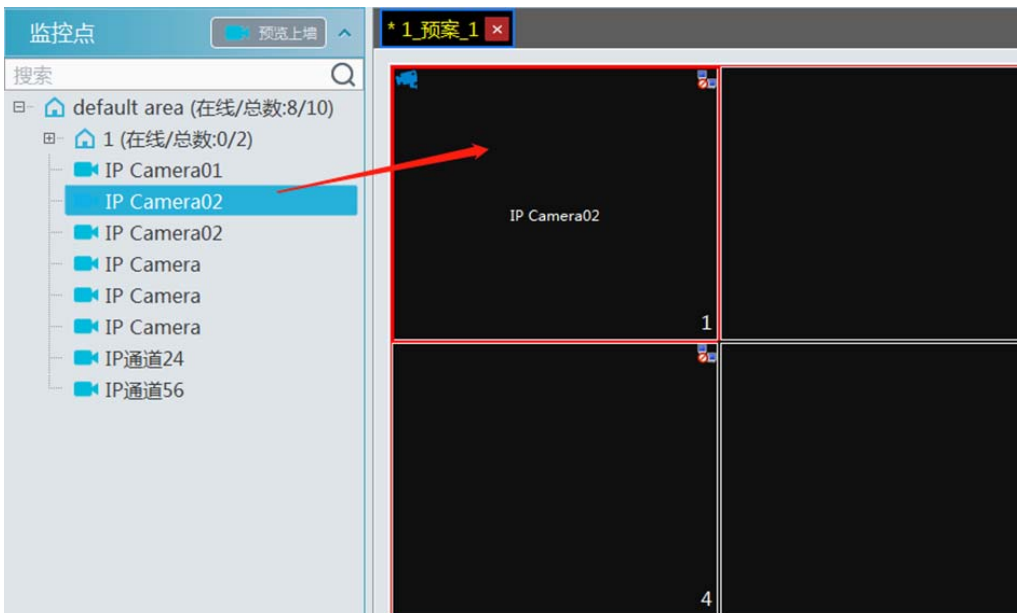 监控点
预览上墙
* 1_预案_1
搜索
default area (在线/总数:8/10)
1 (在线/总数:0/2)
IP Camera01
IP Camera02
IP Camera02
IP Camera
IP Camera
IP Camera
IP通道24
IP通道56
IP Camera02
1
4